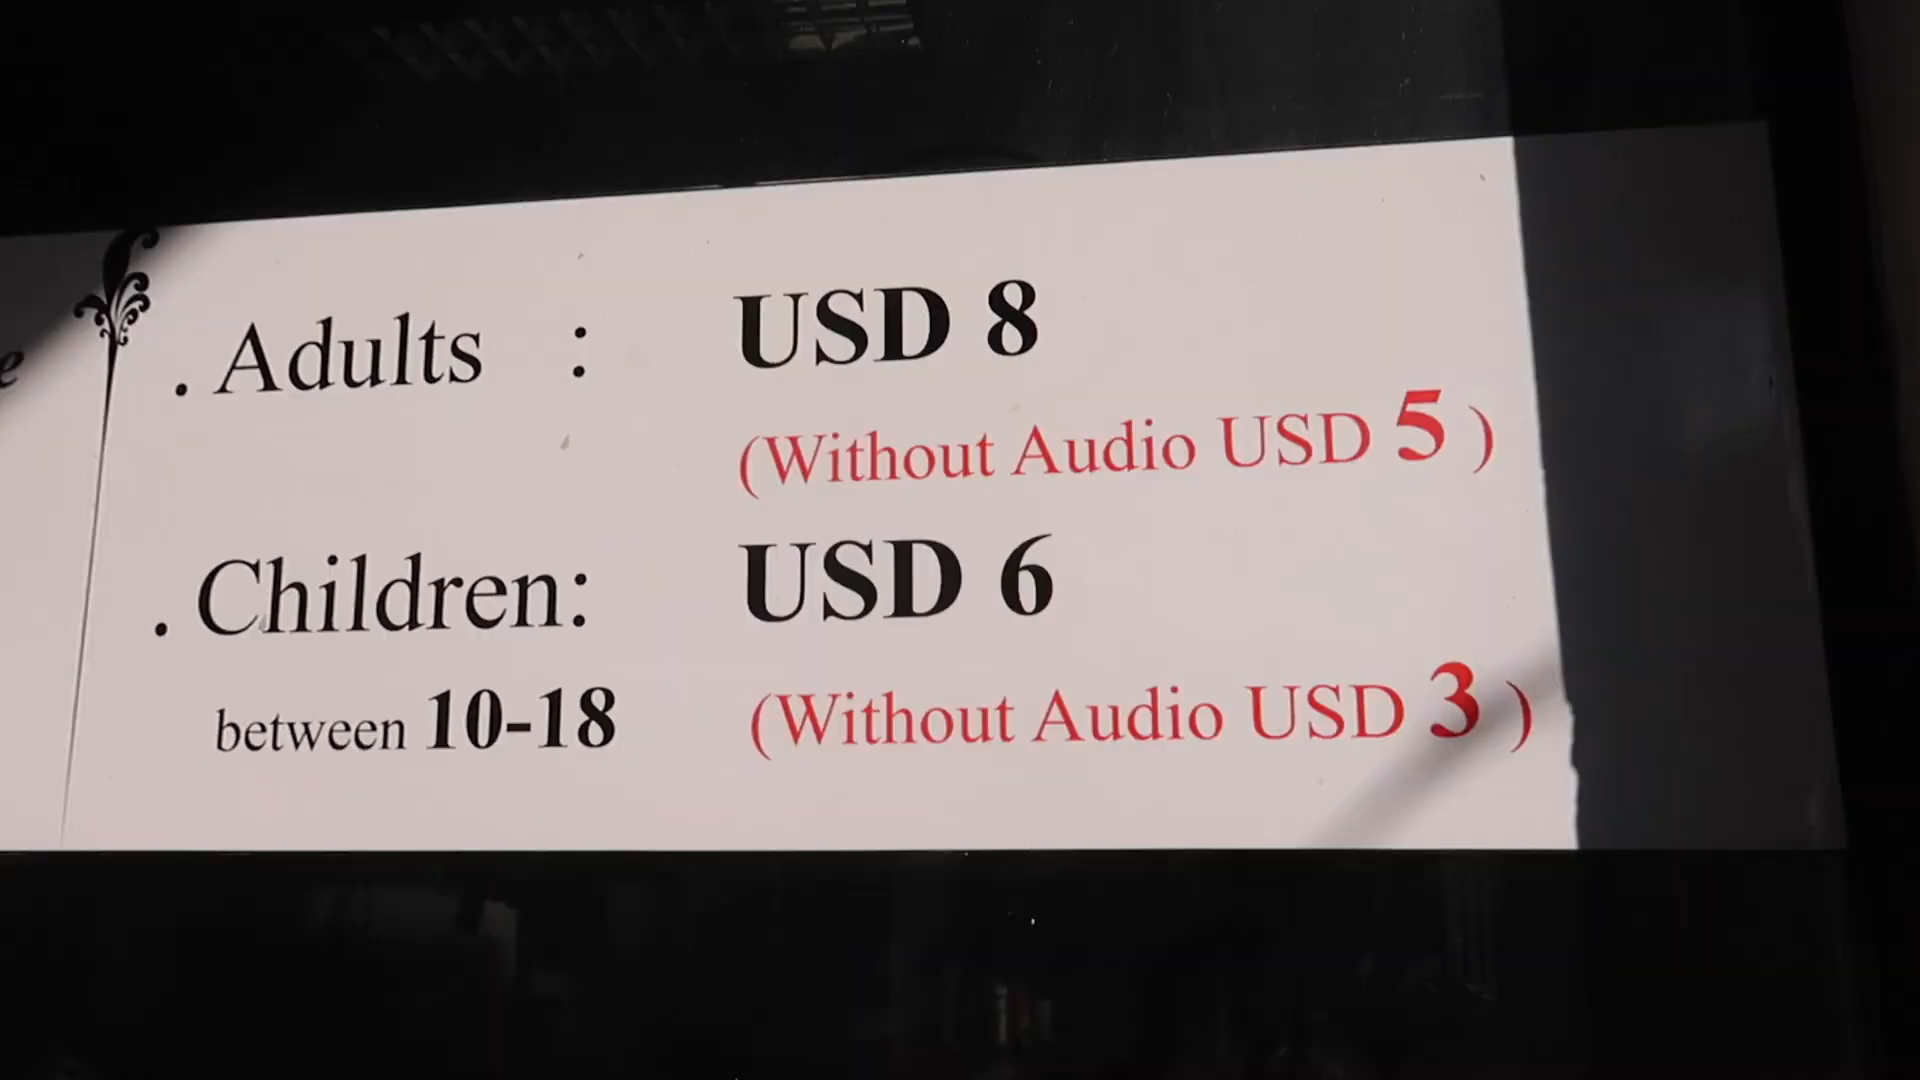 . Adults : USD 8
(Without Audio USD 5 )
. Children: USD 6
between 10-18 (Without Audio USD 3 )